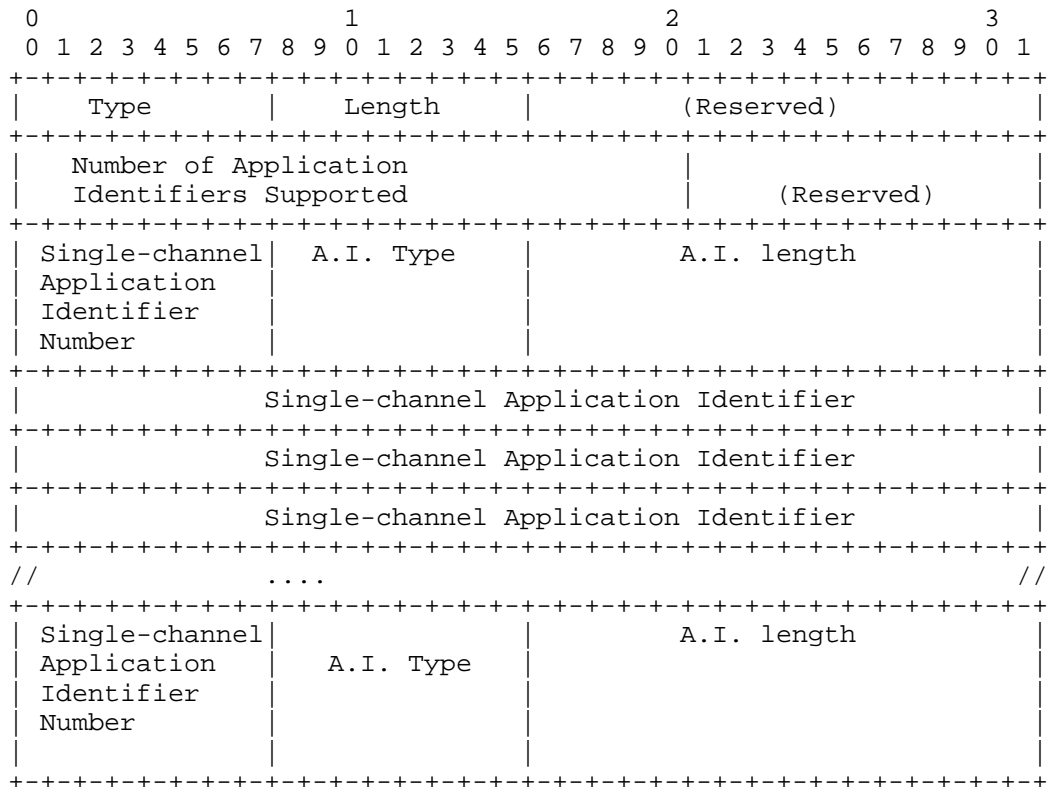 0                   1                   2                   3
 0 1 2 3 4 5 6 7 8 9 0 1 2 3 4 5 6 7 8 9 0 1 2 3 4 5 6 7 8 9 0 1
+-+-+-+-+-+-+-+-+-+-+-+-+-+-+-+-+-+-+-+-+-+-+-+-+-+-+-+-+-+-+-+-+
|    Type       |    Length     |         (Reserved)            |
+-+-+-+-+-+-+-+-+-+-+-+-+-+-+-+-+-+-+-+-+-+-+-+-+-+-+-+-+-+-+-+-+
|   Number of Application                 |                     |
|   Identifiers Supported                 |     (Reserved)      |
+-+-+-+-+-+-+-+-+-+-+-+-+-+-+-+-+-+-+-+-+-+-+-+-+-+-+-+-+-+-+-+-+
| Single-channel|  A.I. Type    |         A.I. length           |
| Application   |               |                               |
| Identifier    |               |                               |
| Number        |               |                               |
+-+-+-+-+-+-+-+-+-+-+-+-+-+-+-+-+-+-+-+-+-+-+-+-+-+-+-+-+-+-+-+-+
|               Single-channel Application Identifier           |
+-+-+-+-+-+-+-+-+-+-+-+-+-+-+-+-+-+-+-+-+-+-+-+-+-+-+-+-+-+-+-+-+
|               Single-channel Application Identifier           |
+-+-+-+-+-+-+-+-+-+-+-+-+-+-+-+-+-+-+-+-+-+-+-+-+-+-+-+-+-+-+-+-+
|               Single-channel Application Identifier           |
+-+-+-+-+-+-+-+-+-+-+-+-+-+-+-+-+-+-+-+-+-+-+-+-+-+-+-+-+-+-+-+-+
//              ....                                           //
+-+-+-+-+-+-+-+-+-+-+-+-+-+-+-+-+-+-+-+-+-+-+-+-+-+-+-+-+-+-+-+-+
| Single-channel|               |         A.I. length           |
| Application   |   A.I. Type   |                               |
| Identifier    |               |                               |
| Number        |               |                               |
|               |               |                               |
+-+-+-+-+-+-+-+-+-+-+-+-+-+-+-+-+-+-+-+-+-+-+-+-+-+-+-+-+-+-+-+-+